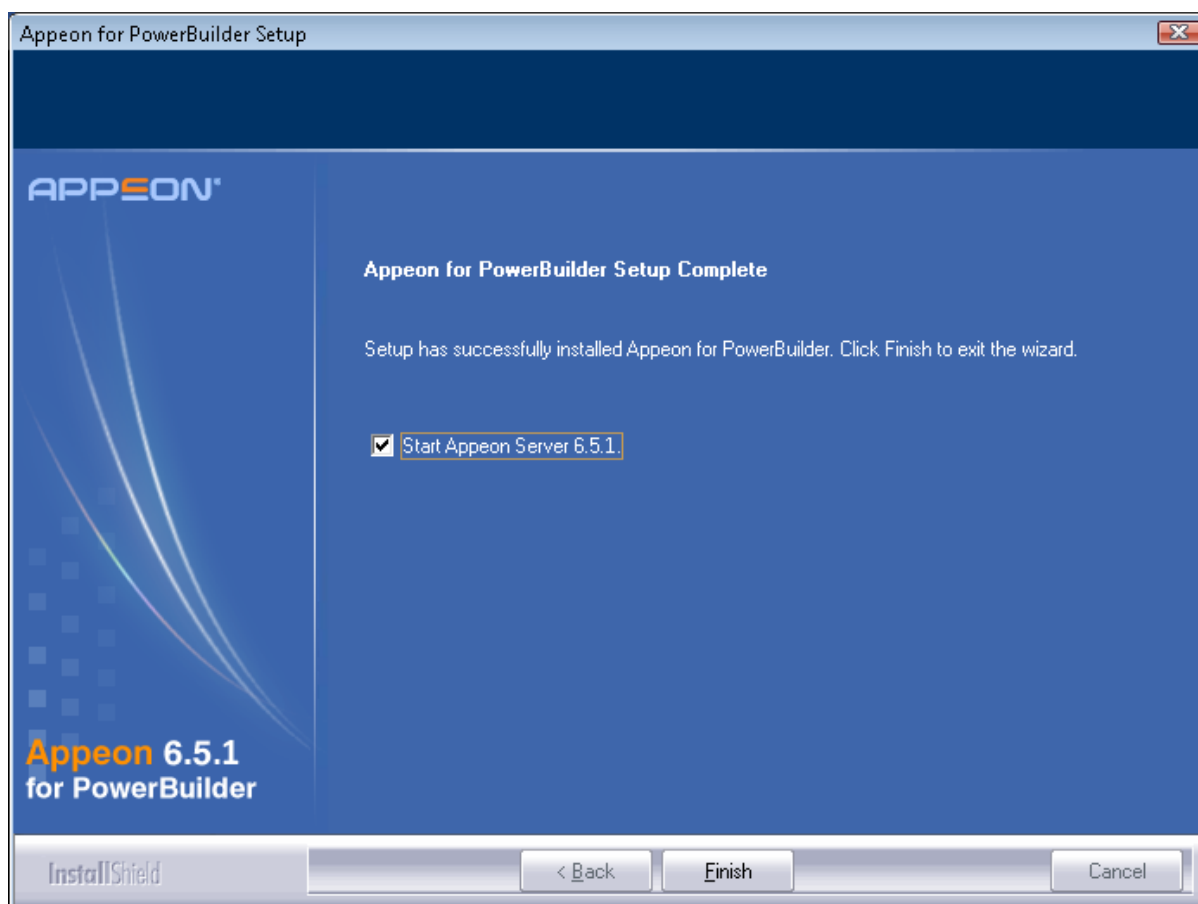 Appeon for PowerBuilder Setup
APPEON®
Appeon for PowerBuilder Setup Complete
Setup has successfully installed Appeon for PowerBuilder. Click Finish to exit the wizard.
Start Appeon Server 6.5.1.
Appeon 6.5.1
for PowerBuilder
InstallShield
< Back
Finish
Cancel